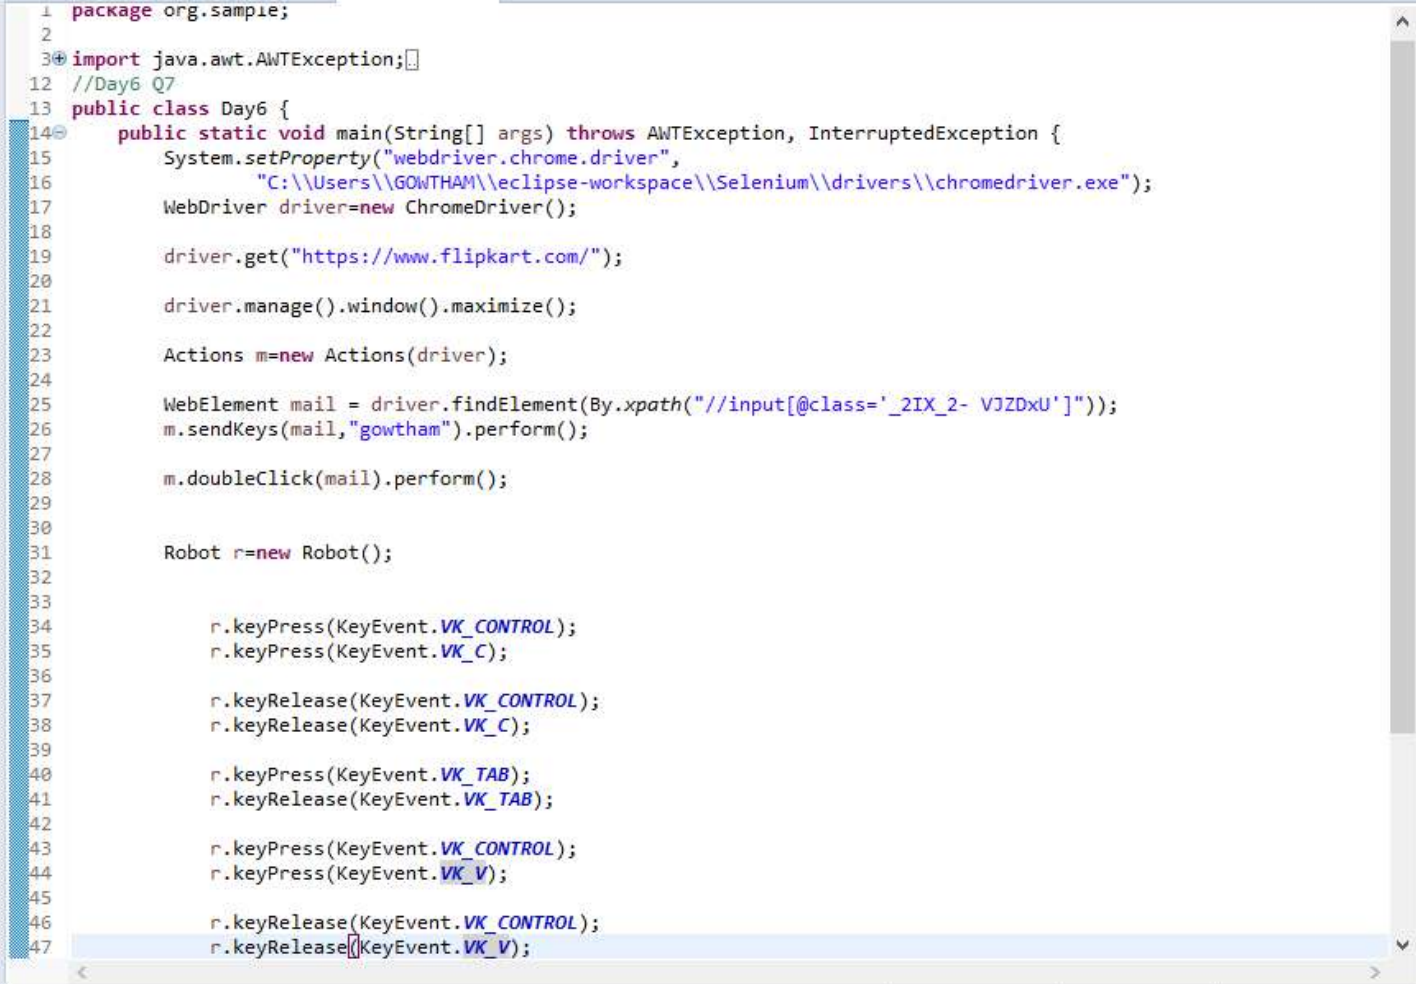 1 package org.sample;
2
3 import java.awt.AWTException;
12 //Day6 Q7
13 public class Day6 {
14 public static void main(String[] args) throws AWTException, InterruptedException {
15 System.setProperty("webdriver.chrome.driver",
16 "C:\\Users\\GOWTHAM\\eclipse-workspace\\Selenium\\drivers\\chromedriver.exe");
17 WebDriver driver=new ChromeDriver();
18
19 driver.get("https://www.flipkart.com/");
20
21 driver.manage().window().maximize();
22
23 Actions m=new Actions(driver);
24
25 WebElement mail = driver.findElement(By.xpath("//input[@class='_2IX_2- VJZDxU']"));
26 m.sendKeys(mail,"gowtham").perform();
27
28 m.doubleClick(mail).perform();
29
30
31 Robot r=new Robot();
32
33
34 r.keyPress(KeyEvent.VK_CONTROL);
35 r.keyPress(KeyEvent.VK_C);
36
37 r.keyRelease(KeyEvent.VK_CONTROL);
38 r.keyRelease(KeyEvent.VK_C);
39
40 r.keyPress(KeyEvent.VK_TAB);
41 r.keyRelease(KeyEvent.VK_TAB);
42
43 r.keyPress(KeyEvent.VK_CONTROL);
44 r.keyPress(KeyEvent.VK_V);
45
46 r.keyRelease(KeyEvent.VK_CONTROL);
47 r.keyRelease(KeyEvent.VK_V);